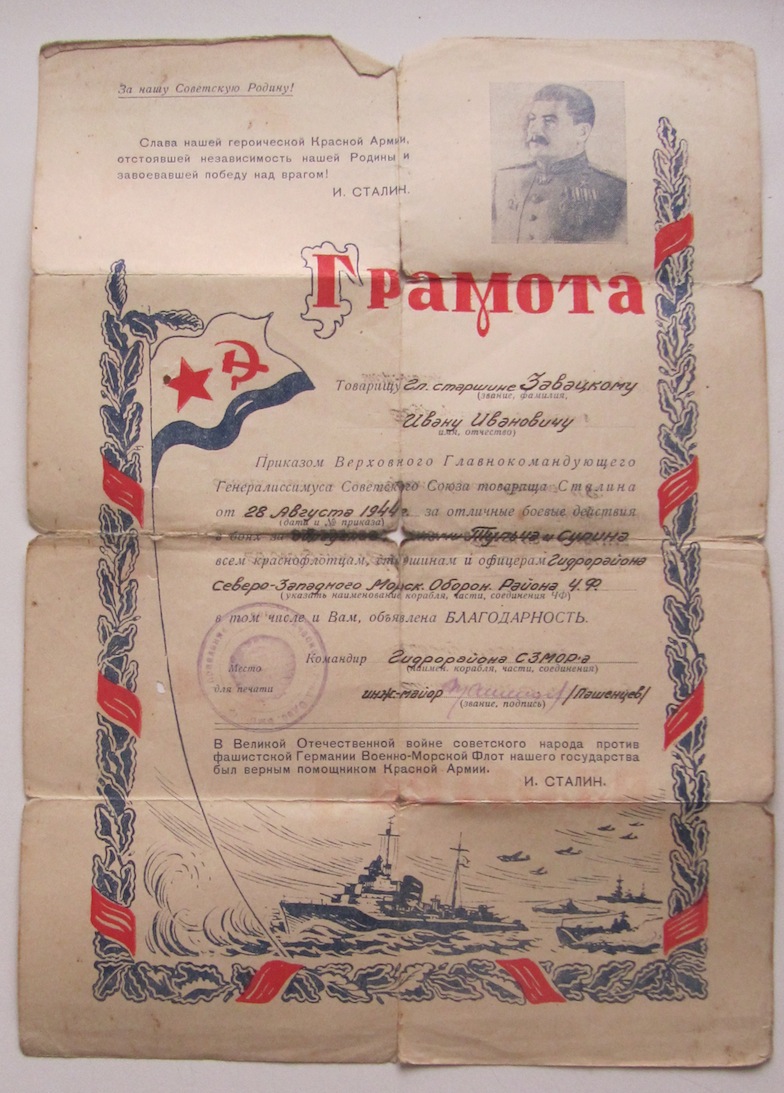 За нашу Советскую Родину!
Слава нашей героической Красной Армии,
отстоявшей независимость нашей Родины и
завоевавшей победу над врагом!
И. СТАЛИН.
Грамота
Товарищу Гл. старшине Завацкому
(звание, фамилия,
Ивану Ивановичу
имя, отчество)
Приказом Верховного Главнокомандующего
Генералиссимуса Советского Союза товарища Сталина
от 28 Августа 1944 г. за отличные боевые действия
(дата и № приказа)
в боях за Тульча и Сулина
всем краснофлотцам, старшинам и офицерам Гидрорайона
Северо-Западного Морск. Оборон. Района Ч.Ф.
(указать наименование корабля, части, соединения ЧФ)
в том числе и Вам, объявлена БЛАГОДАРНОСТЬ.
Командир Гидрорайона СЗМОР-а
(наимен. корабля, части, соединения)
Место
для печати
инж-майор /Пашенцев/
(звание, подпись)
В Великой Отечественной войне советского народа против
фашистской Германии Военно-Морской Флот нашего государства
был верным помощником Красной Армии.
И. СТАЛИН.